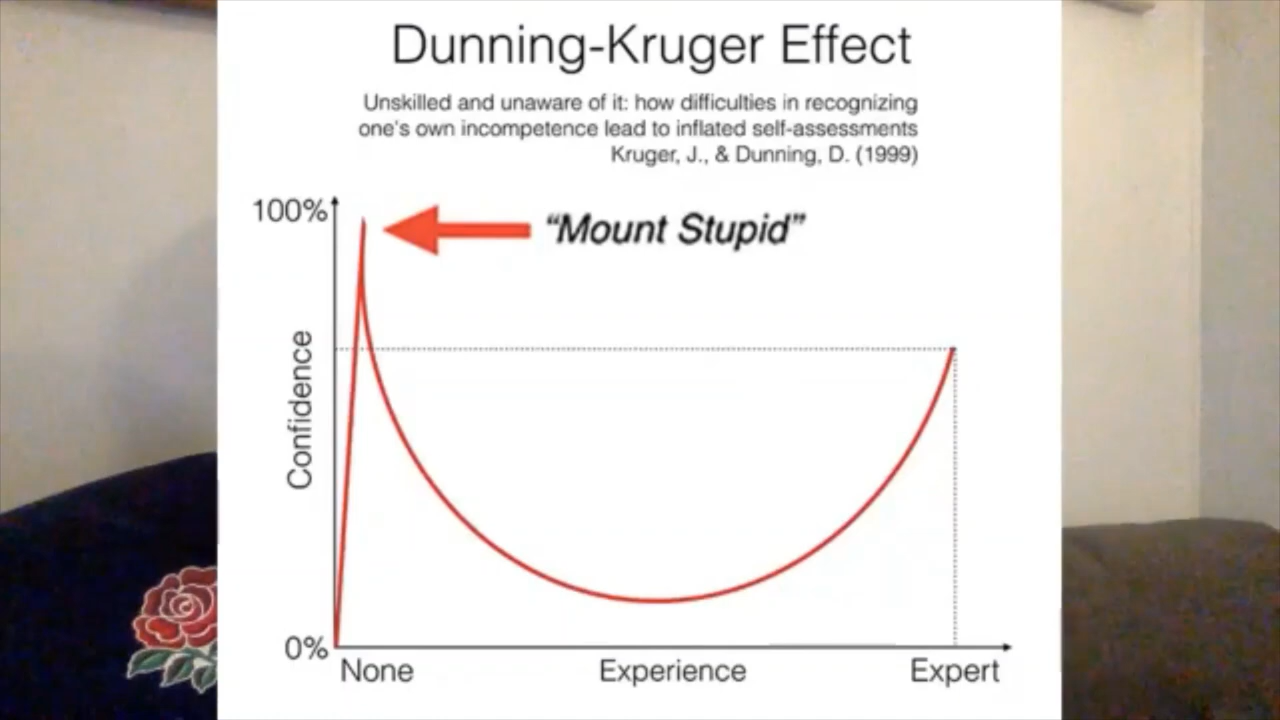 Dunning-Kruger Effect
Unskilled and unaware of it: how difficulties in recognizing
one's own incompetence lead to inflated self-assessments
Kruger, J., & Dunning, D. (1999)
100%
“Mount Stupid”
Confidence
0%
None
Experience
Expert